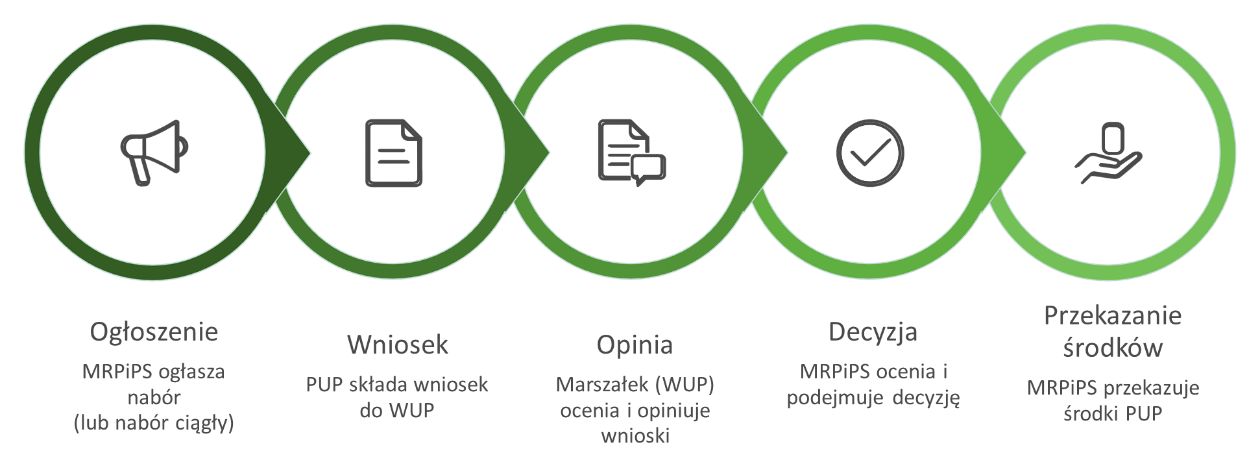 Ogłoszenie
MRPiPS ogłasza
nabór
(lub nabór ciągły)
Wniosek
PUP składa wniosek
do WUP
Opinia
Marszałek (WUP)
ocenia i opiniuje
wnioski
Decyzja
MRPiPS ocenia i
podejmuje decyzję
Przekazanie
środków
MRPiPS przekazuje
środki PUP